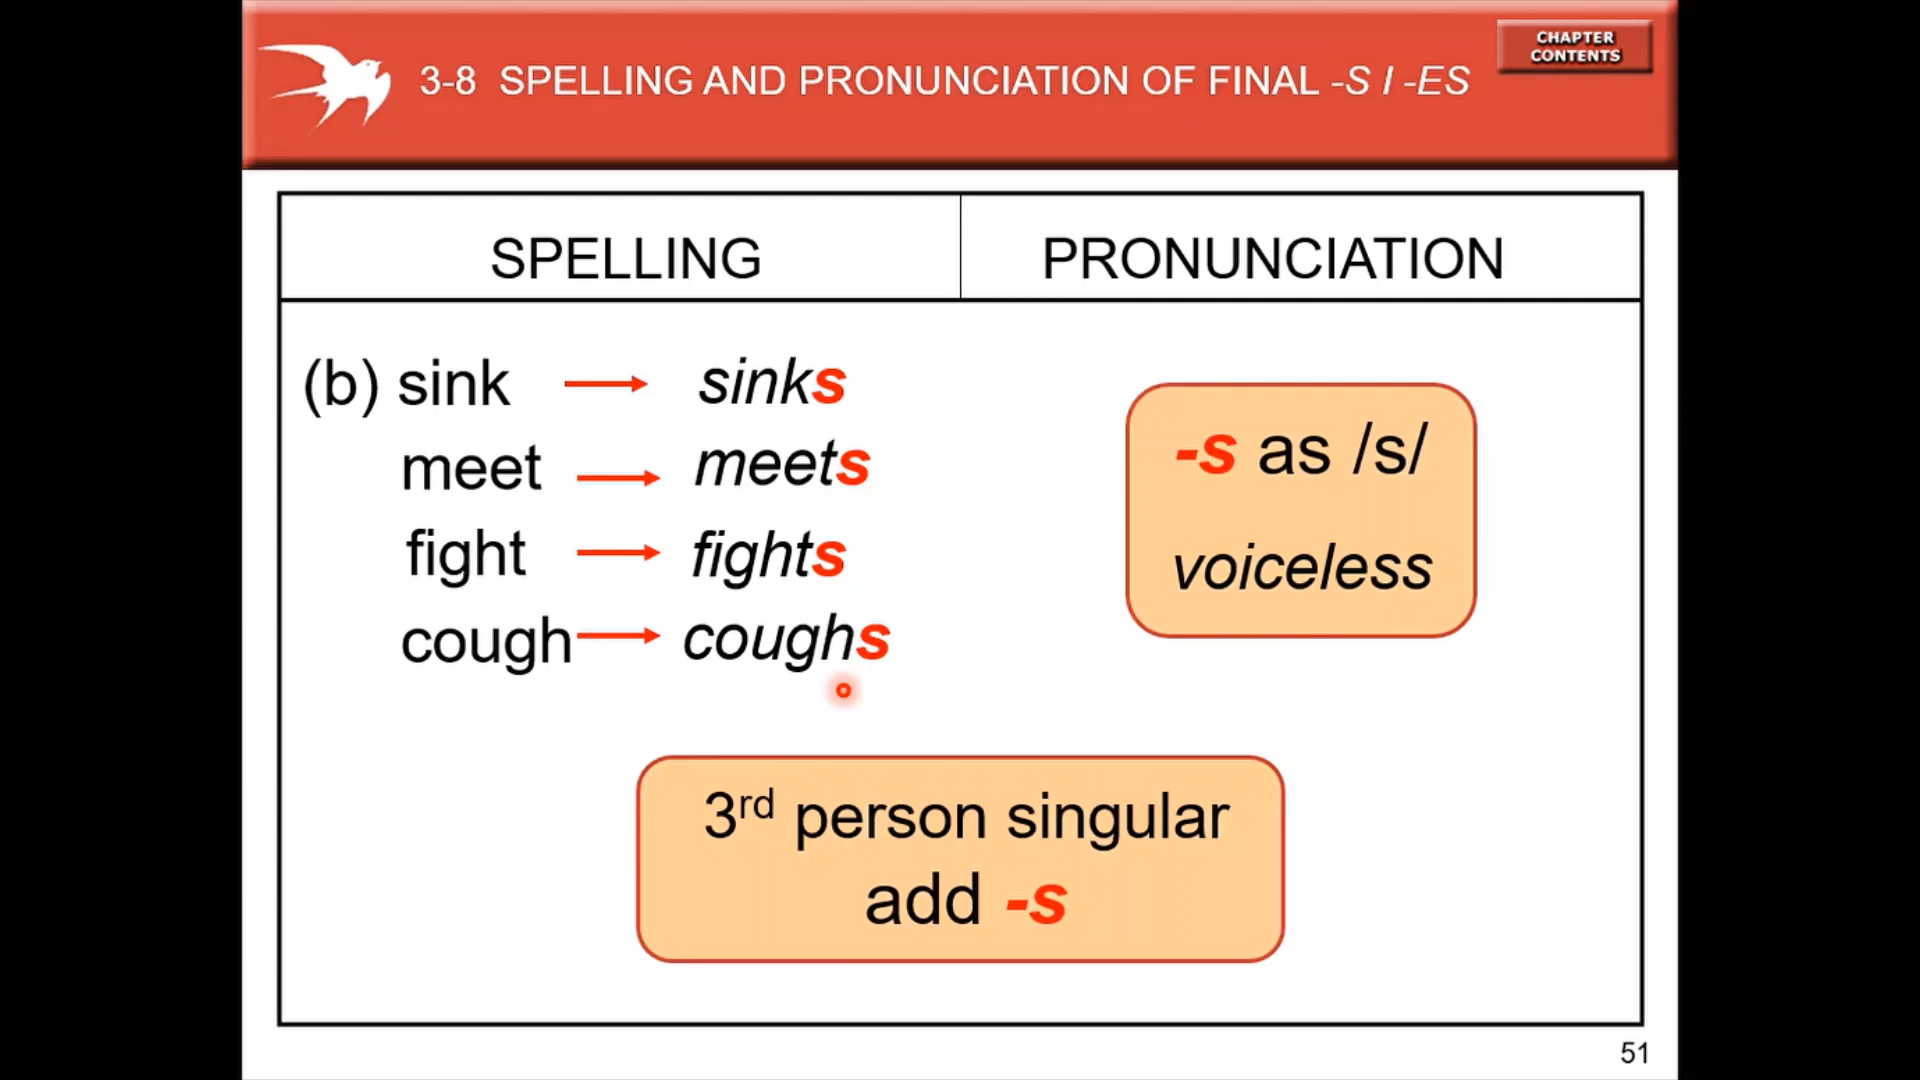 CHAPTER
CONTENTS
3-8 SPELLING AND PRONUNCIATION OF FINAL -S / -ES
SPELLING PRONUNCIATION
(b) sink → sinks
meet → meets
fight → fights
cough → coughs
-s as /s/
voiceless
3rd person singular
add -s
51